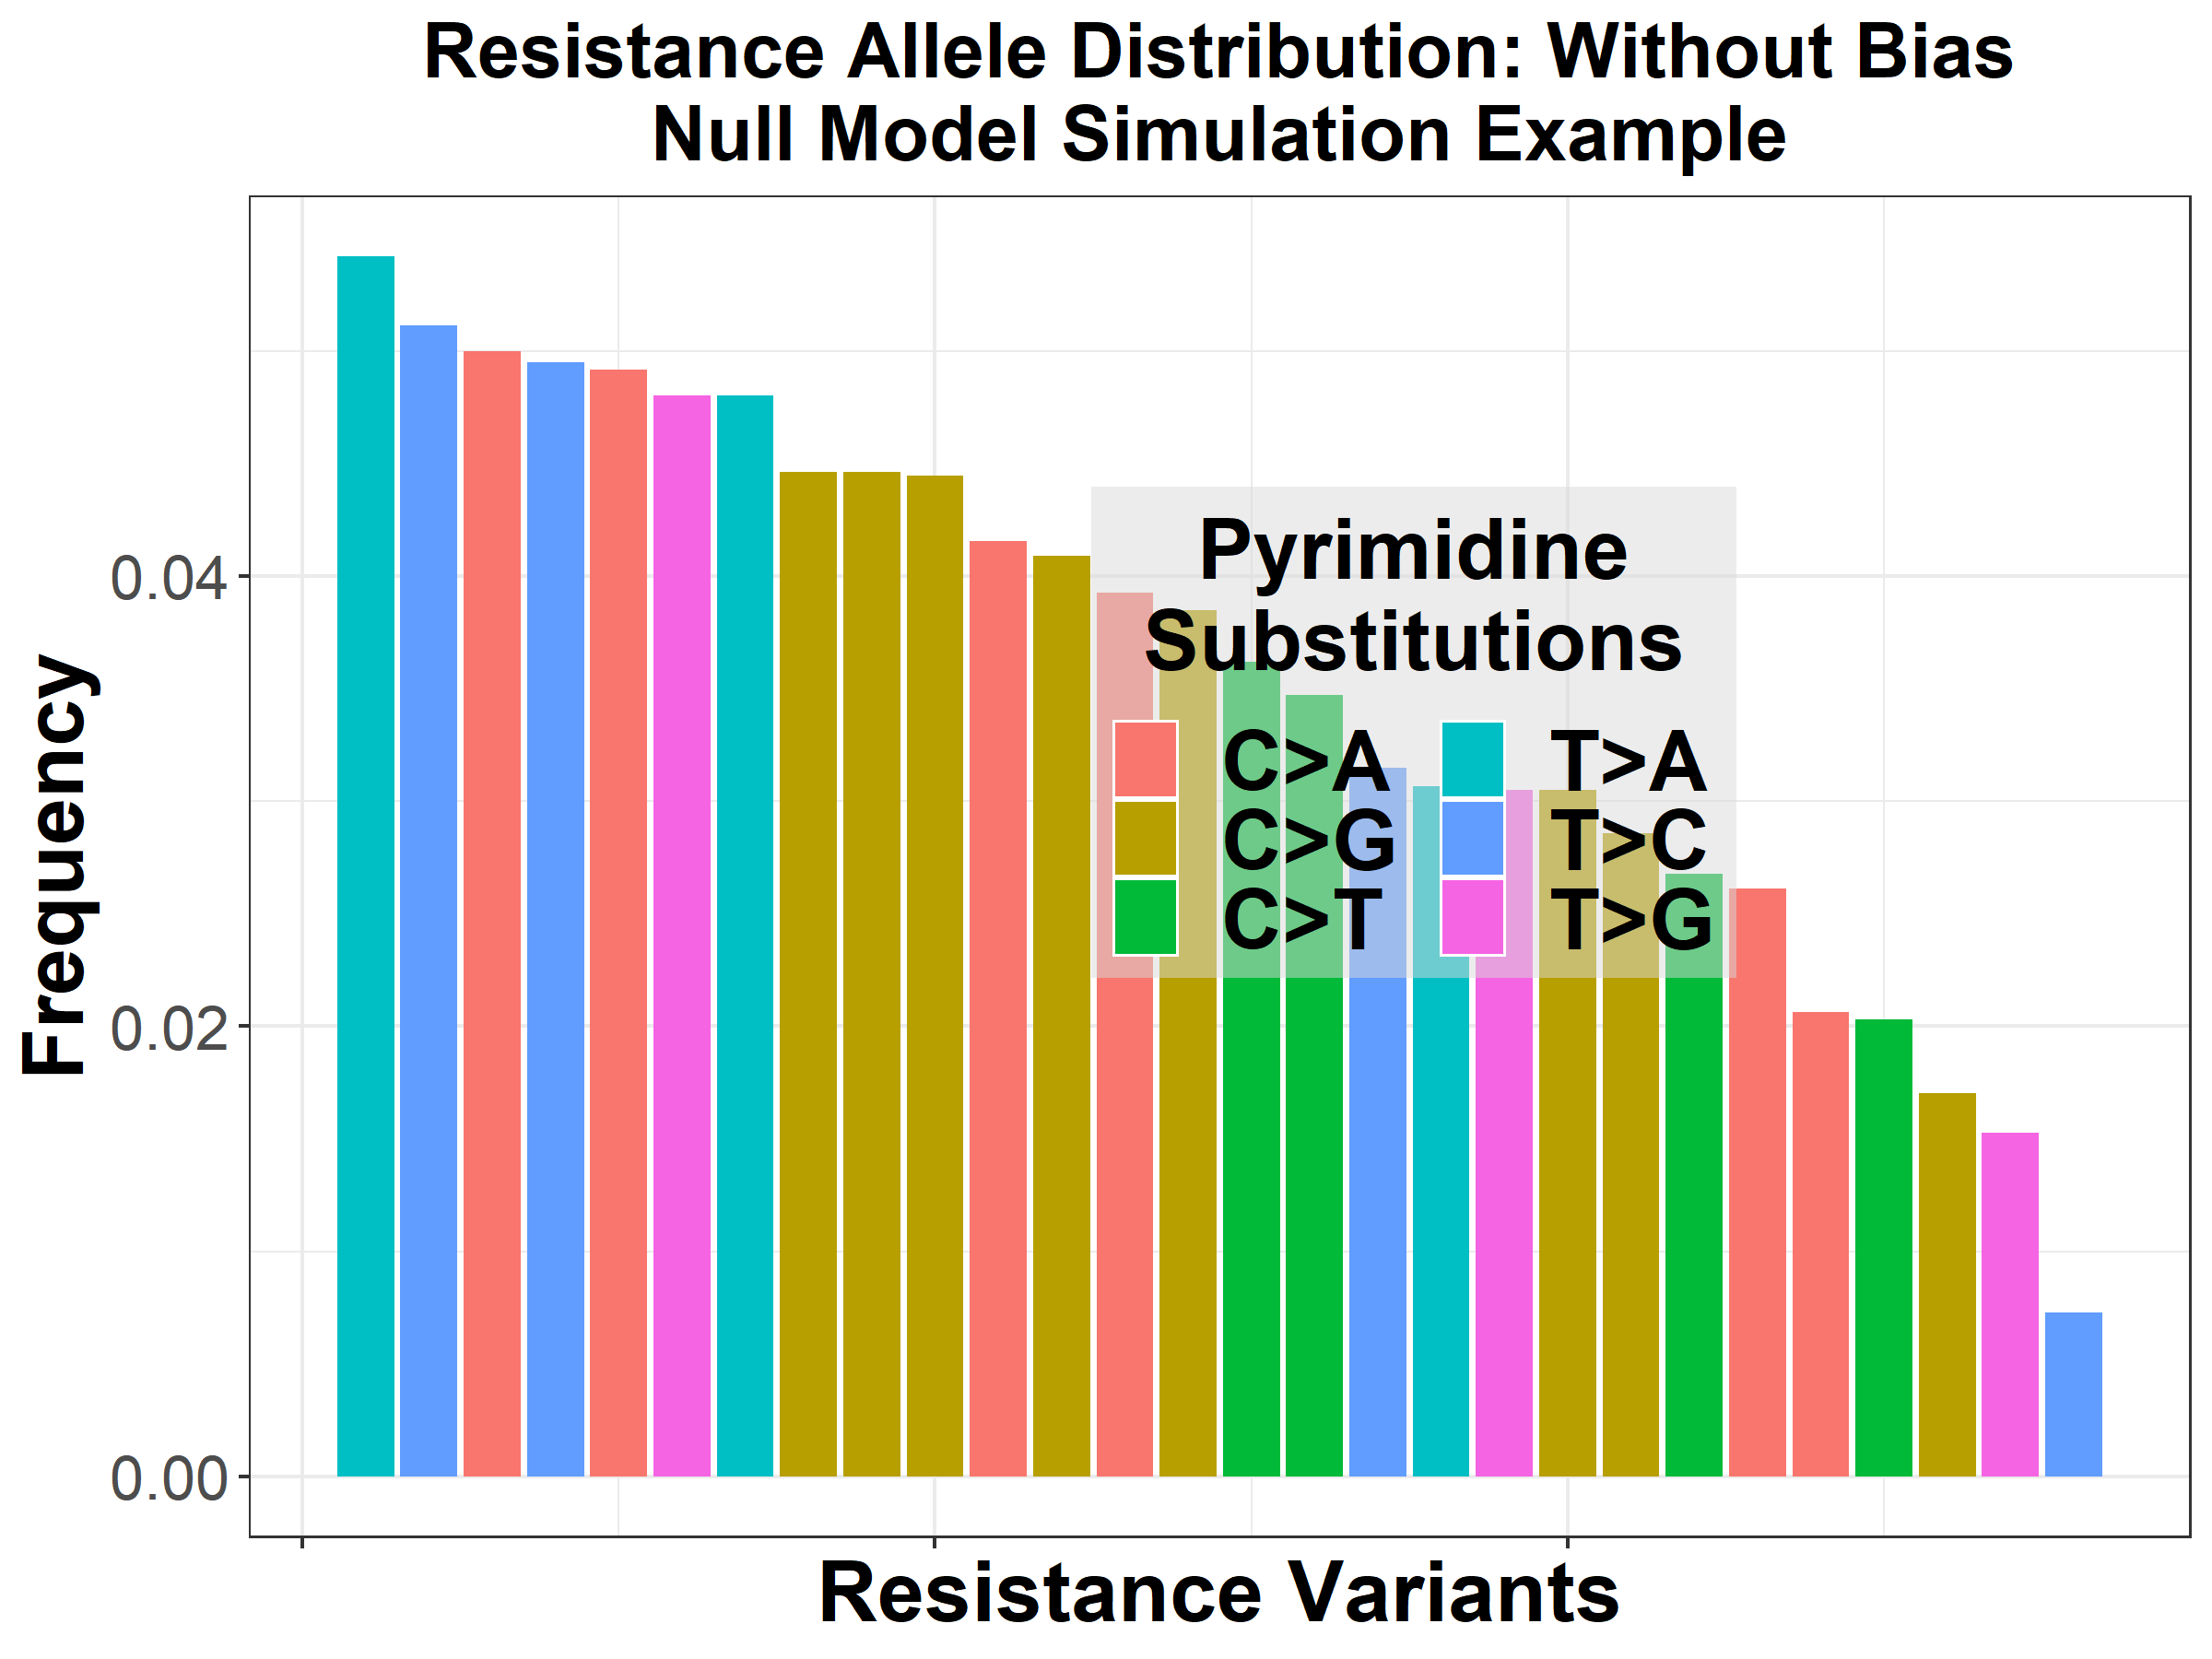 Resistance Allele Distribution: Without Bias
Null Model Simulation Example
Frequency
0.04
0.02
0.00
Pyrimidine
Substitutions
C>A T>A
C>G T>C
C>T T>G
Resistance Variants